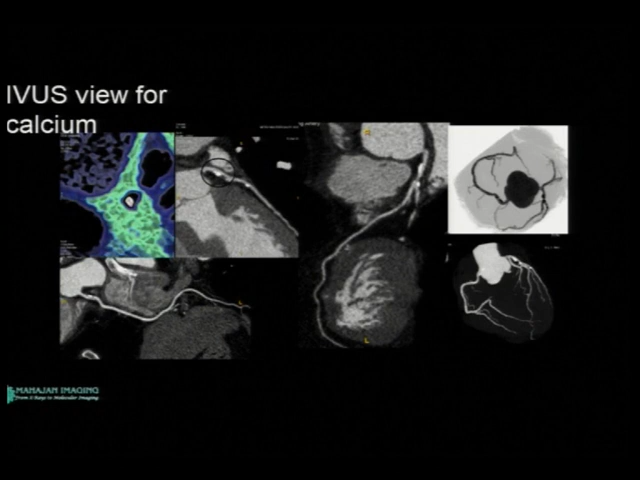 IVUS view for
calcium
MAHAJAN IMAGING
From X-Rays to Molecular Imaging